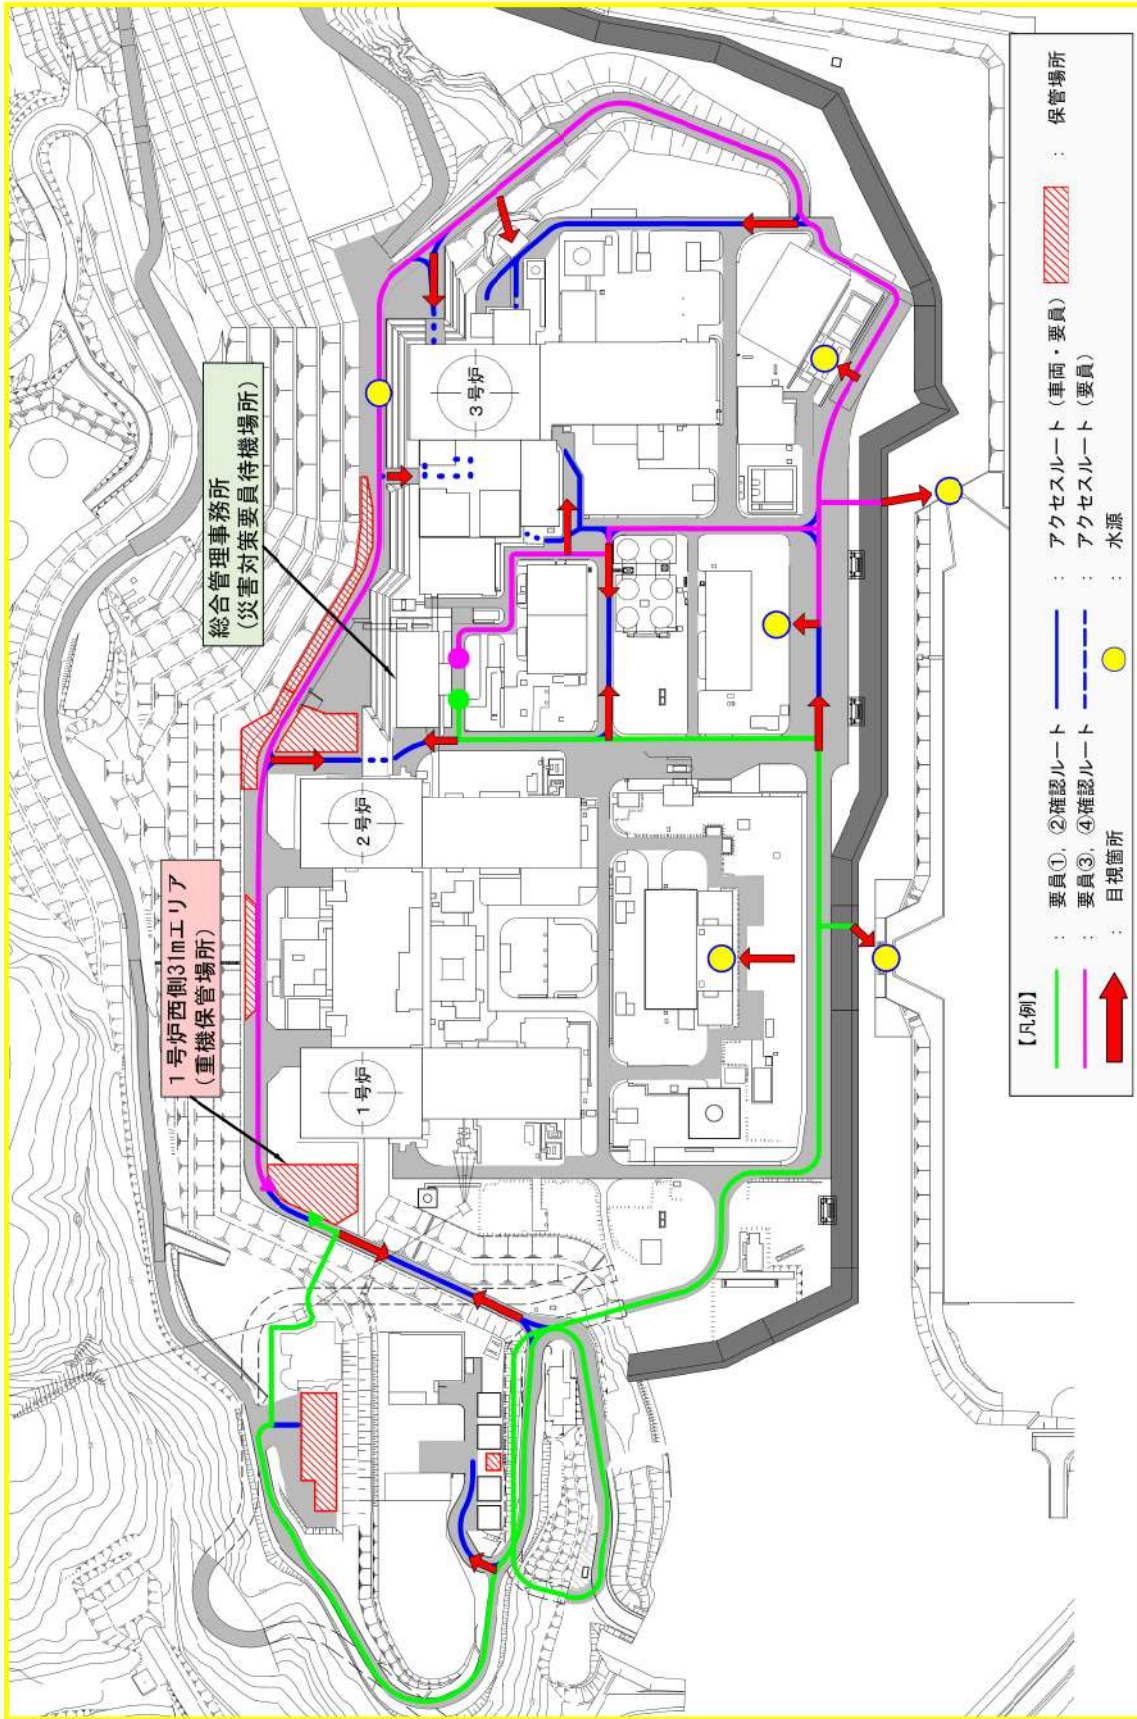 1号炉西側31mエリア
(重機保管場所)
総合管理事務所
(災害対策要員待機場所)
1号炉
2号炉
3号炉
【凡例】
: 要員①,②確認ルート
: アクセスルート(車両・要員)
: 保管場所
: 要員③,④確認ルート
: アクセスルート(要員)
: 目視箇所
: 水源